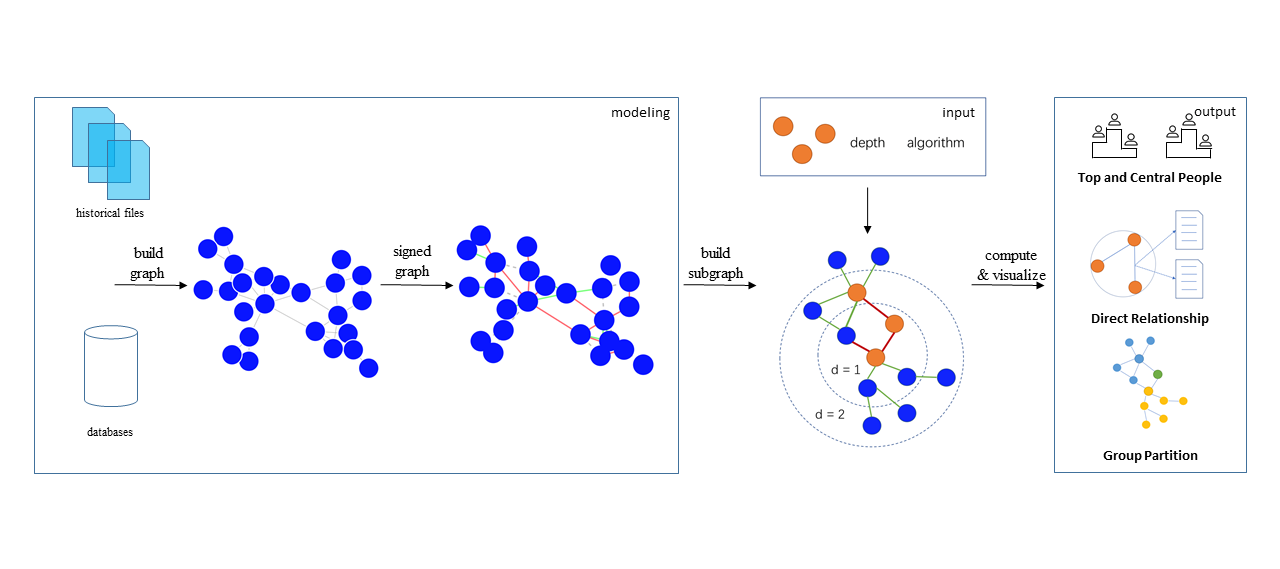 modeling
historical files
build
graph
databases
signed
graph
build
subgraph
input
depth algorithm
d = 1
d = 2
compute
& visualize
output
Top and Central People
Direct Relationship
Group Partition